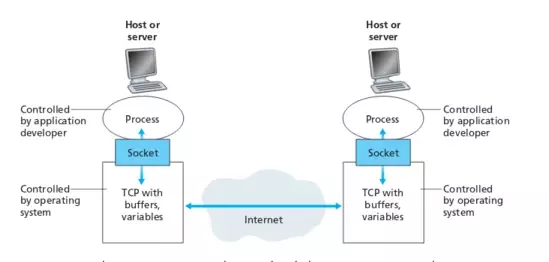 Host or
server
Host or
server
Controlled
by application
developer
Process
Process
Controlled
by application
developer
Socket
Socket
Controlled
by operating
system
TCP with
buffers,
variables
Internet
TCP with
buffers,
variables
Controlled
by operating
system